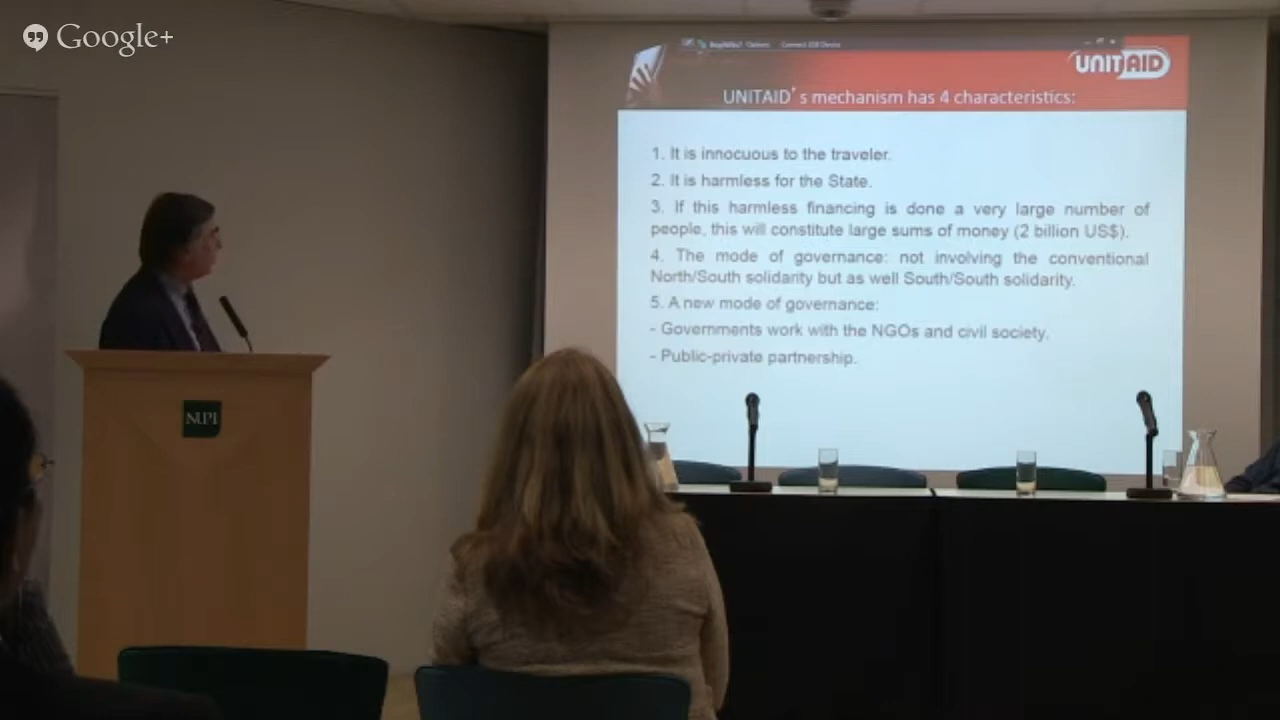 Google+
UNITAID
UNITAID's mechanism has 4 characteristics:
1. It is innocuous to the traveler.
2. It is harmless for the State.
3. If this harmless financing is done a very large number of
people, this will constitute large sums of money (2 billion US$).
4. The mode of governance: not involving the conventional
North/South solidarity but as well South/South solidarity.
5. A new mode of governance:
- Governments work with the NGOs and civil society.
- Public-private partnership.
NUPI